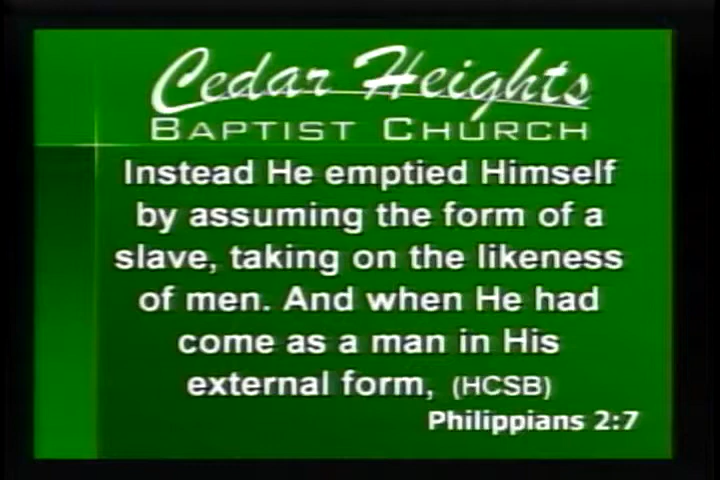 Cedar Heights
BAPTIST CHURCH
Instead He emptied Himself
by assuming the form of a
slave, taking on the likeness
of men. And when He had
come as a man in His
external form, (HCSB)
Philippians 2:7